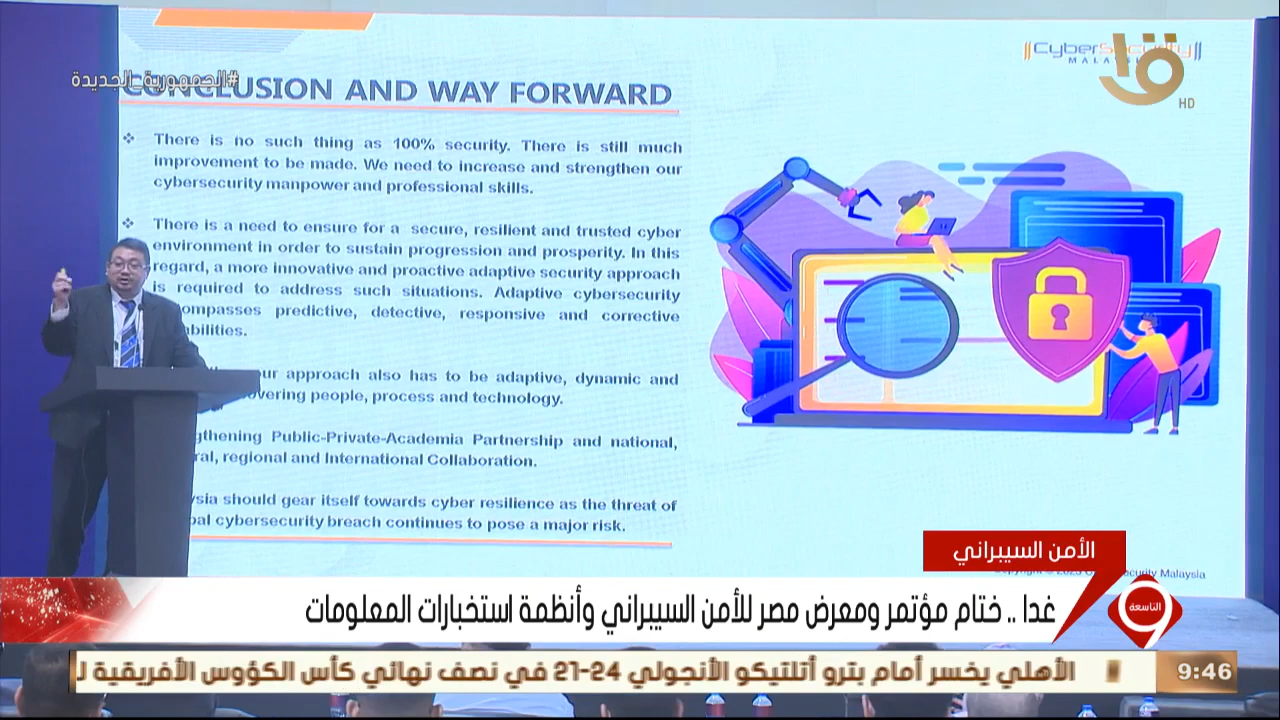 #الجمهورية_الجديدة
CONCLUSION AND WAY FORWARD
CyberSecurity
HD
There is no such thing as 100% security. There is still much
improvement to be made. We need to increase and strengthen our
cybersecurity manpower and professional skills.
There is a need to ensure for a secure, resilient and trusted cyber
environment in order to sustain progression and prosperity. In this
regard, a more innovative and proactive adaptive security approach
is required to address such situations. Adaptive cybersecurity
predictive, detective, responsive and corrective
our approach also has to be adaptive, dynamic and
people, process and technology.
Public-Private-Academia Partnership and national,
regional and International Collaboration.
should gear itself towards cyber resilience as the threat of
cybersecurity breach continues to pose a major risk.
Security Malaysia
الأمن السيبراني
غدا .. ختام مؤتمر ومعرض مصر للأمن السيبراني وأنظمة استخبارات المعلومات
التاسعة
9:46
الأهلي يخسر أمام بترو أتلتيكو الأنجولي 24-21 في نصف نهائي كأس الكؤوس الأفريقية لـ